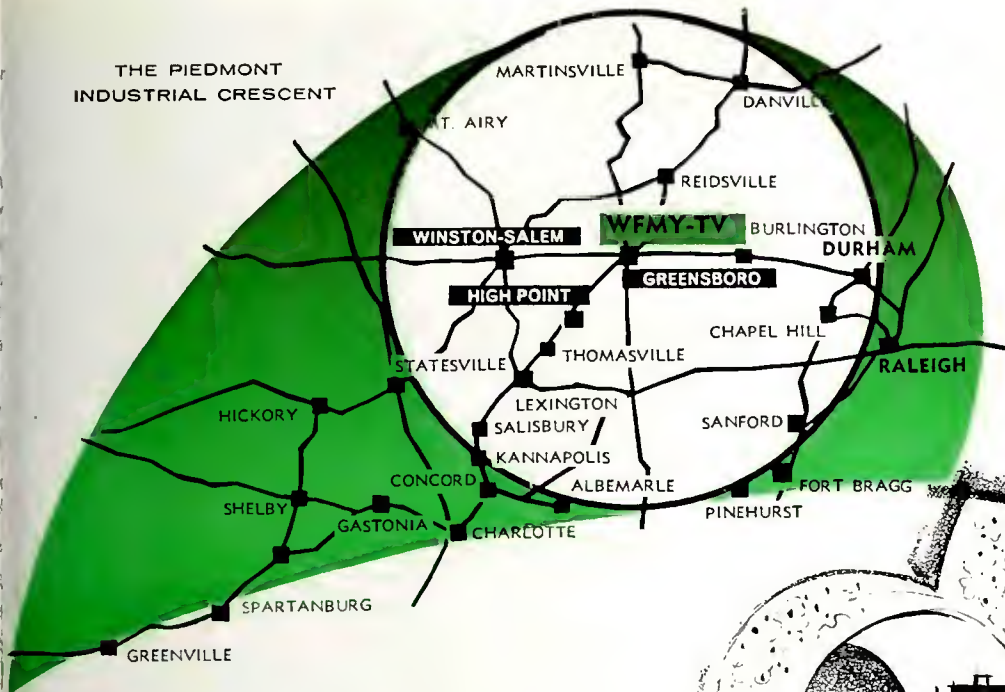 THE PIEDMONT
INDUSTRIAL CRESCENT
MARTINSVILLE
DANVILLE
T. AIRY
REIDSVILLE
WFMY-TV
BURLINGTON
WINSTON-SALEM
DURHAM
GREENSBORO
HIGH POINT
CHAPEL HILL
THOMASVILLE
STATESVILLE
RALEIGH
LEXINGTON
HICKORY
SALISBURY
SANFORD
KANNAPOLIS
CONCORD
ALBEMARLE
FORT BRAGG
SHELBY
PINEHURST
GASTONIA
CHARLOTTE
SPARTANBURG
GREENVILLE